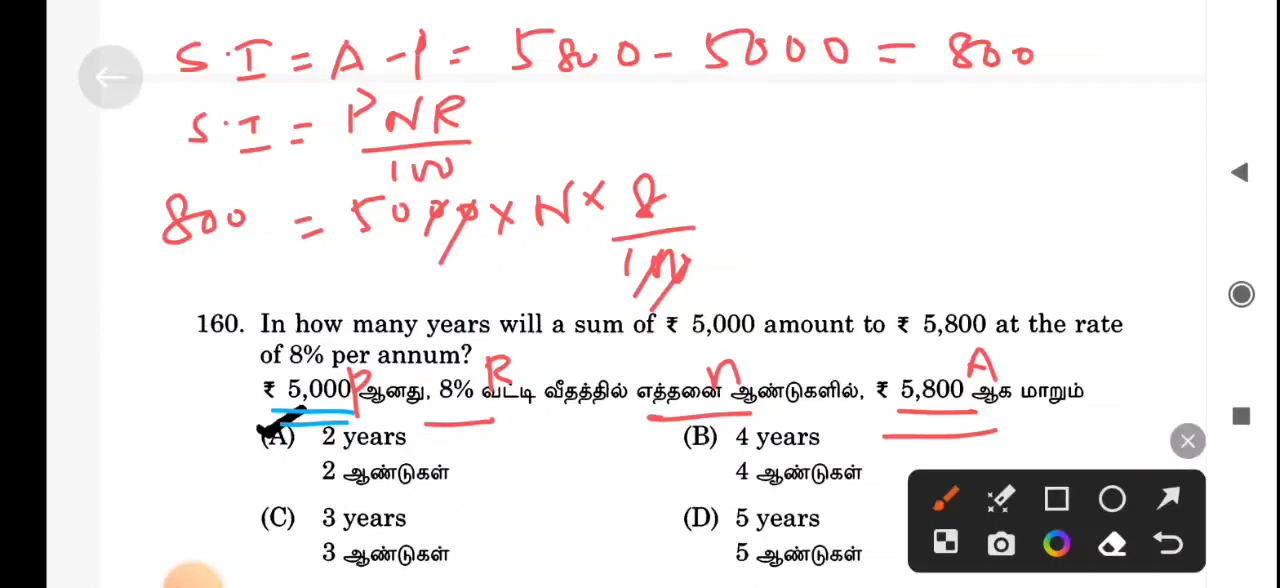 S.I = A - P = 5800 - 5000 = 800
S.I = PNR / 100
800 = 5000 × N × 8 / 100
160. In how many years will a sum of ₹ 5,000 amount to ₹ 5,800 at the rate
of 8% per annum?
P R n A
₹ 5,000 ஆனது, 8% வட்டி வீதத்தில் எத்தனை ஆண்டுகளில், ₹ 5,800 ஆக மாறும்
(A) 2 years (B) 4 years
2 ஆண்டுகள் 4 ஆண்டுகள்
(C) 3 years (D) 5 years
3 ஆண்டுகள் 5 ஆண்டுகள்